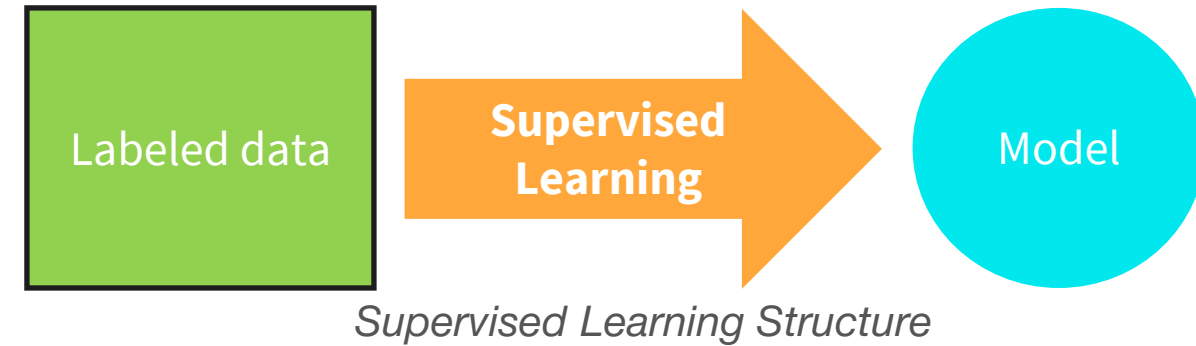 Labeled data
Supervised
Learning
Model
Supervised Learning Structure